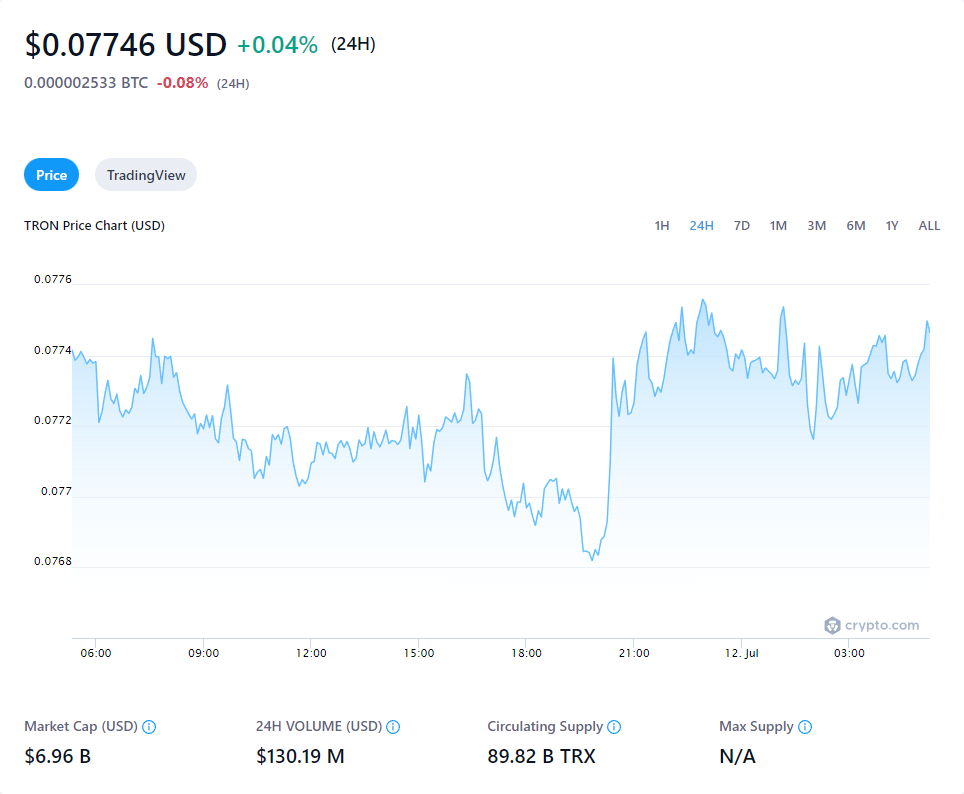 $0.07746 USD +0.04% (24H)
0.000002533 BTC -0.08% (24H)
Price TradingView
TRON Price Chart (USD) 1H 24H 7D 1M 3M 6M 1Y ALL
0.0776
0.0774
0.0772
0.077
0.0768
crypto.com
06:00 09:00 12:00 15:00 18:00 21:00 12. Jul 03:00
Market Cap (USD) 24H VOLUME (USD) Circulating Supply Max Supply
$6.96 B $130.19 M 89.82 B TRX N/A